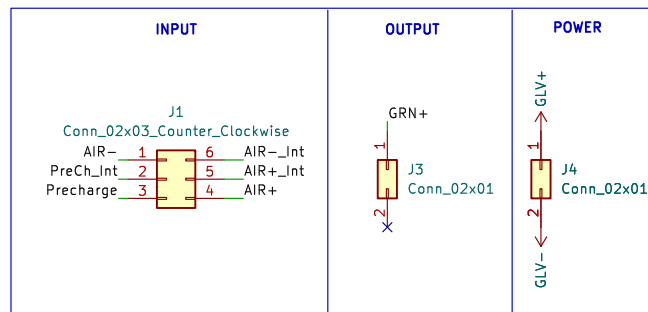 INPUT
J1
Conn_02x03_Counter_Clockwise
AIR- 1 6 AIR-_Int
PreCh_Int 2 5 AIR+_Int
Precharge 3 4 AIR+
OUTPUT
GRN+
1
J3
Conn_02x01
2
POWER
GLV+
1
J4
Conn_02x01
2
GLV-